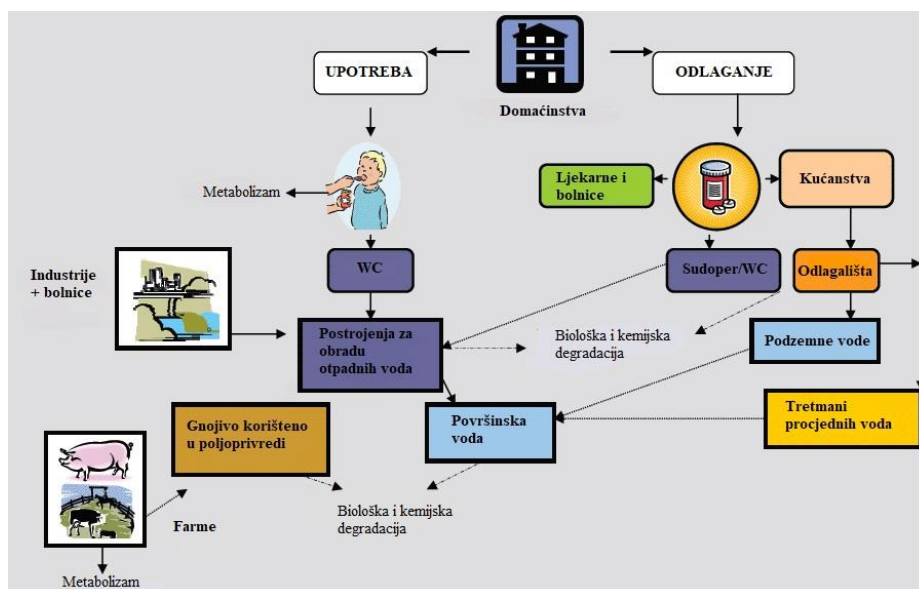 UPOTREBA
ODLAGANJE
Domaćinstva
Metabolizam
Ljekarne i
bolnice
Kućanstva
Industrije
+ bolnice
WC
Sudoper/WC
Odlagališta
Postrojenja za
obradu
otpadnih voda
Biološka i kemijska
degradacija
Podzemne vode
Gnojivo korišteno
u poljoprivredi
Površinska
voda
Tretmani
procjednih voda
Biološka i kemijska
degradacija
Farme
Metabolizam